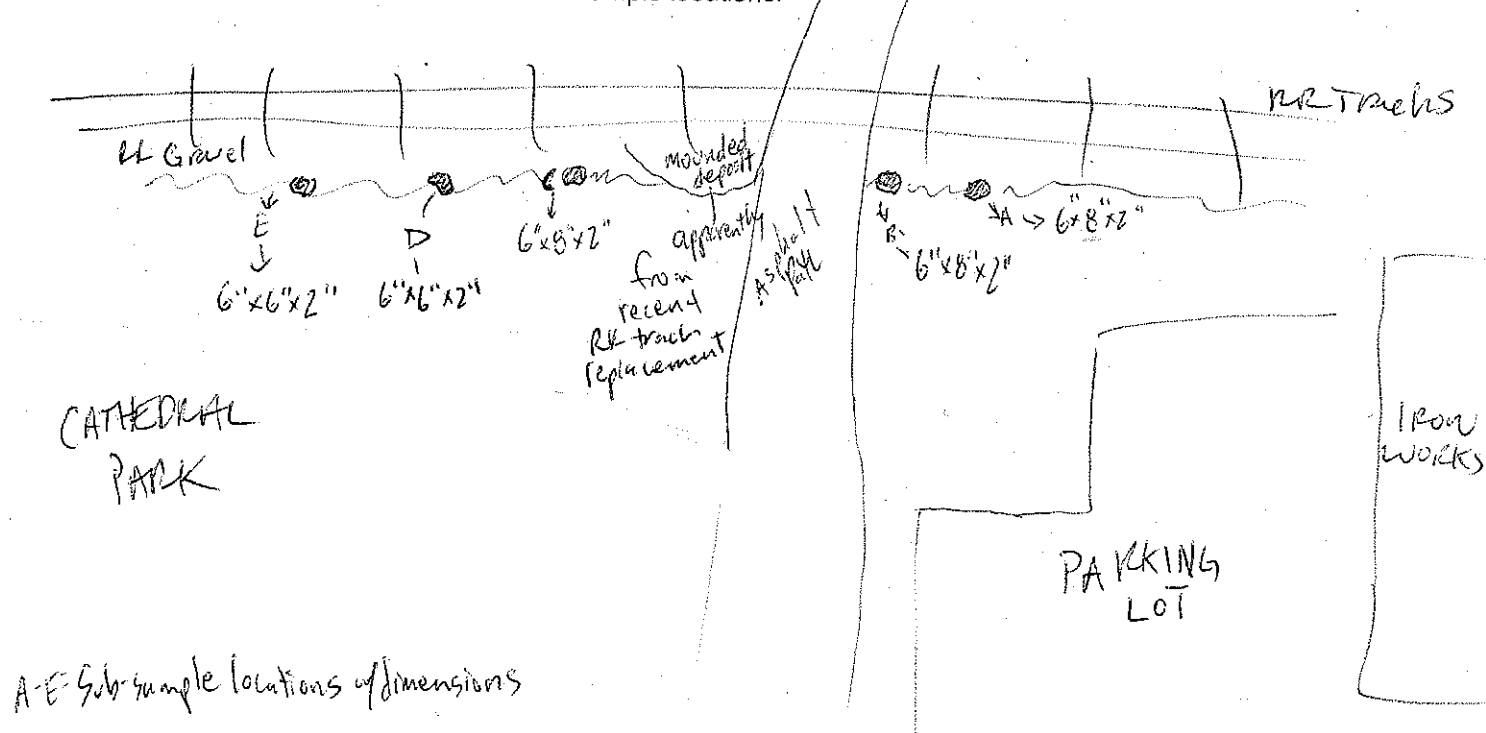 RR Tracks
RR Gravel
mounded
deposit
apparently
from
recent
RR track
replacement
Asphalt
Path
E
6"x6"x2"
D
6"x6"x2"
C
6"x8"x2"
B
6"x8"x2"
A → 6"x8"x2"
CATHEDRAL
PARK
IRON
WORKS
PARKING
LOT
A-E Sub-sample locations w/dimensions